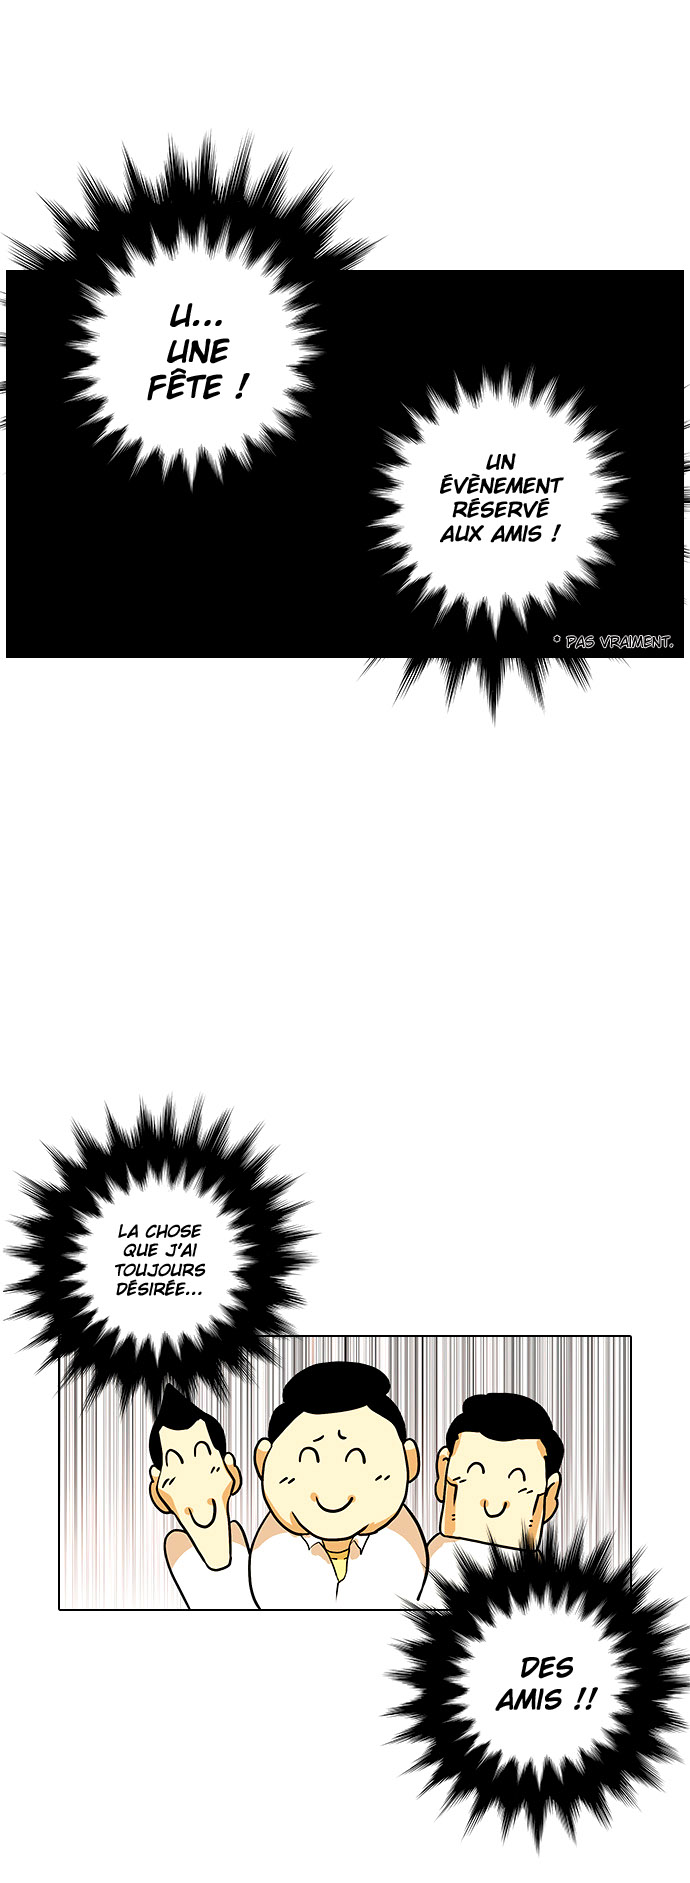 U...
UNE
FÊTE !
UN
ÉVÈNEMENT
RÉSERVÉ
AUX AMIS !
* PAS VRAIMENT.
LA CHOSE
QUE J'AI
TOUJOURS
DÉSIRÉE...
DES
AMIS !!